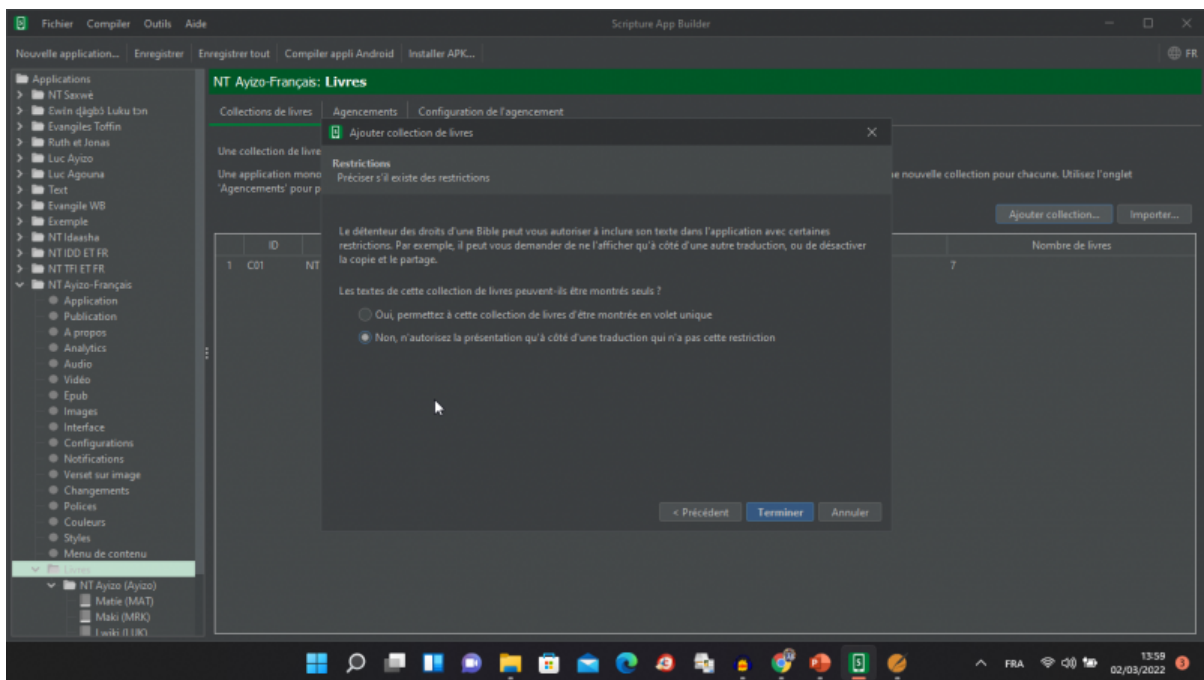 Fichier Compiler Outils Aide
Scripture App Builder
Nouvelle application... Enregistrer Enregistrer tout Compiler appli Android Installer APK...
FR
Applications
NT Saxwè
Ewín ɖagbó Luku tɔn
Evangiles Toffin
Ruth et Jonas
Luc Ayizo
Luc Agouna
Text
Evangile WB
Exemple
NT Idaasha
NT IDD ET FR
NT TFI ET FR
NT Ayizo-Français
Application
Publication
A propos
Analytics
Audio
Vidéo
Epub
Images
Interface
Configurations
Notifications
Verset sur image
Changements
Polices
Couleurs
Styles
Menu de contenu
Livres
NT Ayizo (Ayizo)
Matie (MAT)
Maki (MRK)
NT Ayizo-Français: Livres
Collections de livres Agencements Configuration de l'agencement
Une collection de livre
Une application mono
'Agencements' pour p
e nouvelle collection pour chacune. Utilisez l'onglet
Ajouter collection... Importer...
ID
Nombre de livres
1 C01 NT
7
Ajouter collection de livres
Restrictions
Préciser s'il existe des restrictions
Le détenteur des droits d'une Bible peut vous autoriser à inclure son texte dans l'application avec certaines
restrictions. Par exemple, il peut vous demander de ne l'afficher qu'à côté d'une autre traduction, ou de désactiver
la copie et le partage.
Les textes de cette collection de livres peuvent-ils être montrés seuls ?
Oui, permettez à cette collection de livres d'être montrée en volet unique
Non, n'autorisez la présentation qu'à côté d'une traduction qui n'a pas cette restriction
< Précédent Terminer Annuler
FRA
13:59
02/03/2022
3